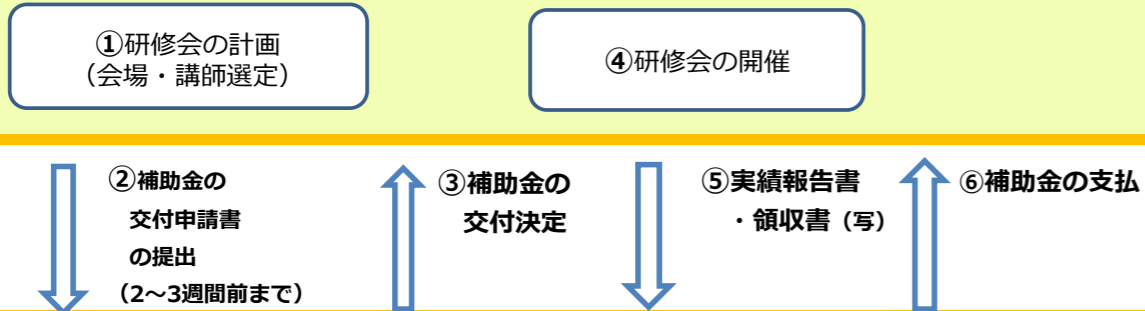 ①研修会の計画
(会場・講師選定)
④研修会の開催
②補助金の
交付申請書
の提出
(2～3週間前まで)
③補助金の
交付決定
⑤実績報告書
・領収書(写)
⑥補助金の支払